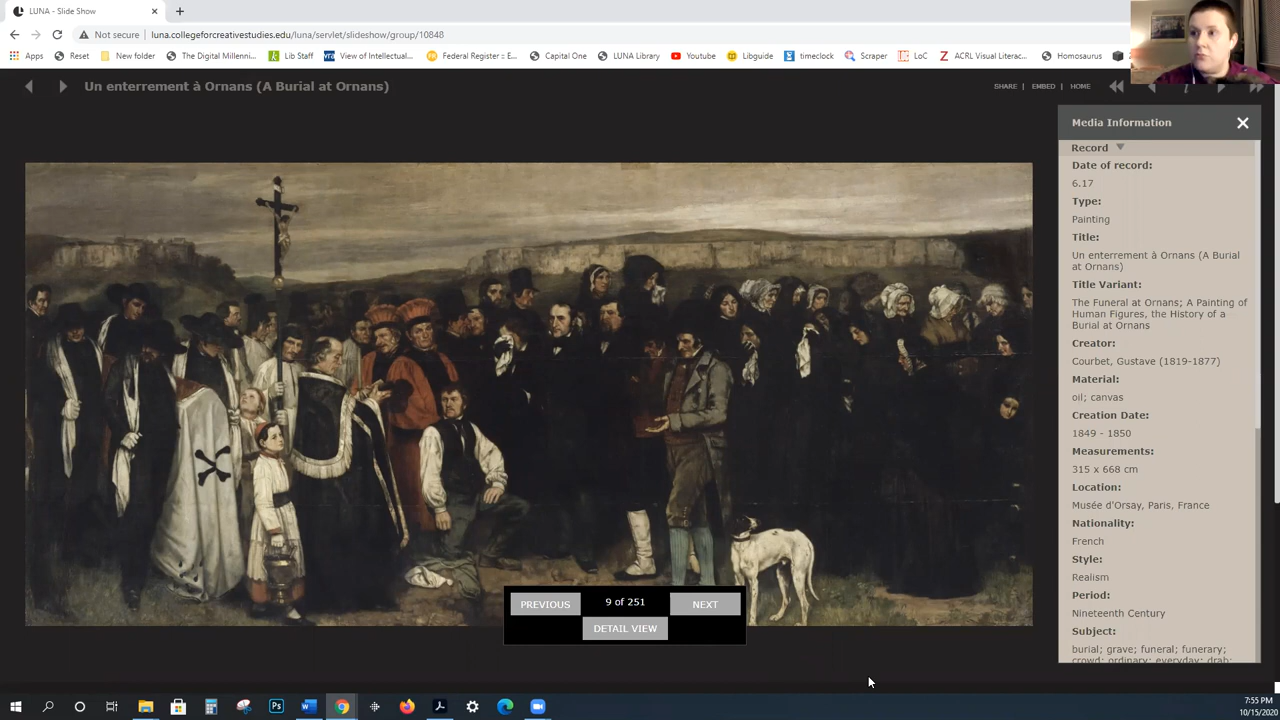 LUNA - Slide Show
Not secure | luna.collegeforcreativestudies.edu/luna/servlet/slideshow/group/10848
Apps Reset New folder The Digital Millenni... Lib Staff View of Intellectual... Federal Register :: E... Capital One LUNA Library Youtube Libguide timeclock Scraper LoC ACRL Visual Literac... Homosaurus
Un enterrement à Ornans (A Burial at Ornans)
SHARE | EMBED | HOME
Media Information
Record
Date of record:
6.17
Type:
Painting
Title:
Un enterrement à Ornans (A Burial
at Ornans)
Title Variant:
The Funeral at Ornans; A Painting of
Human Figures, the History of a
Burial at Ornans
Creator:
Courbet, Gustave (1819-1877)
Material:
oil; canvas
Creation Date:
1849 - 1850
Measurements:
315 x 668 cm
Location:
Musée d'Orsay, Paris, France
Nationality:
French
Style:
Realism
Period:
Nineteenth Century
Subject:
burial; grave; funeral; funerary;
crowd; ordinary; everyday; drab;
PREVIOUS 9 of 251 NEXT
DETAIL VIEW
7:55 PM
10/15/2020